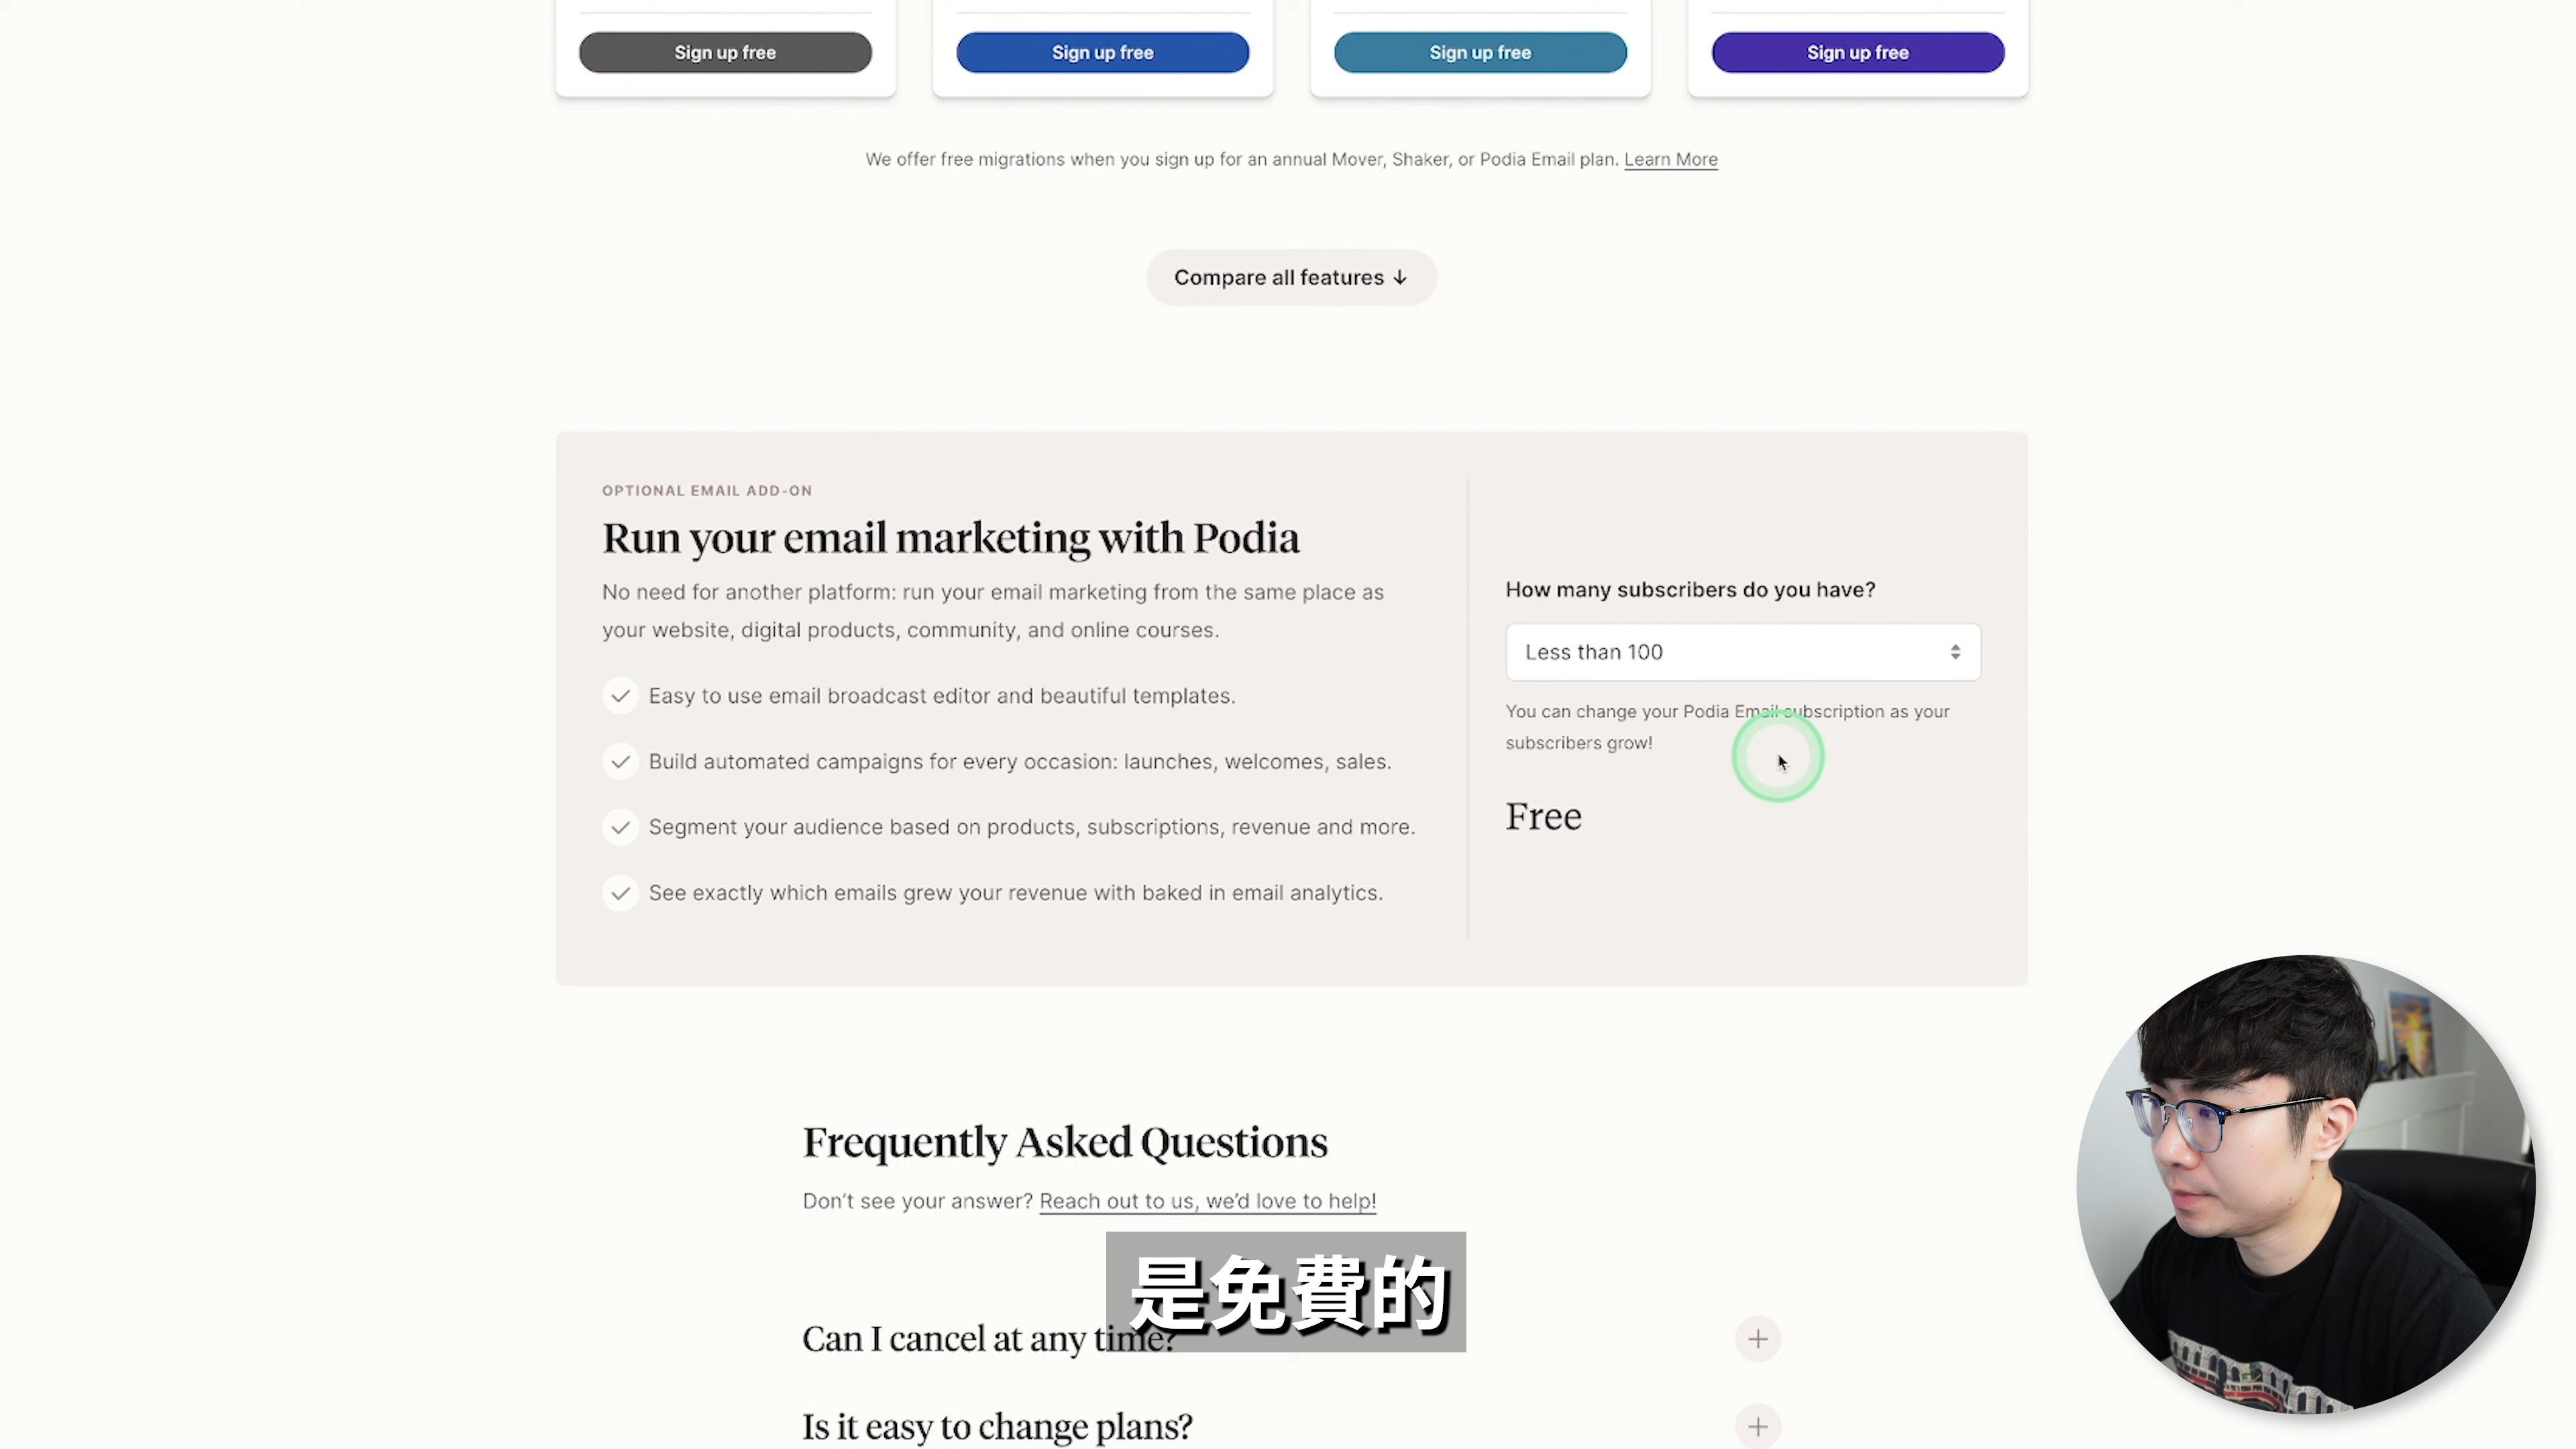 Sign up free
Sign up free
Sign up free
Sign up free
We offer free migrations when you sign up for an annual Mover, Shaker, or Podia Email plan. Learn More
Compare all features ↓
OPTIONAL EMAIL ADD-ON
Run your email marketing with Podia
No need for another platform: run your email marketing from the same place as
your website, digital products, community, and online courses.
Easy to use email broadcast editor and beautiful templates.
Build automated campaigns for every occasion: launches, welcomes, sales.
Segment your audience based on products, subscriptions, revenue and more.
See exactly which emails grew your revenue with baked in email analytics.
How many subscribers do you have?
Less than 100
You can change your Podia Email subscription as your
subscribers grow!
Free
Frequently Asked Questions
Don't see your answer? Reach out to us, we'd love to help!
是免費的
Can I cancel at any time?
Is it easy to change plans?